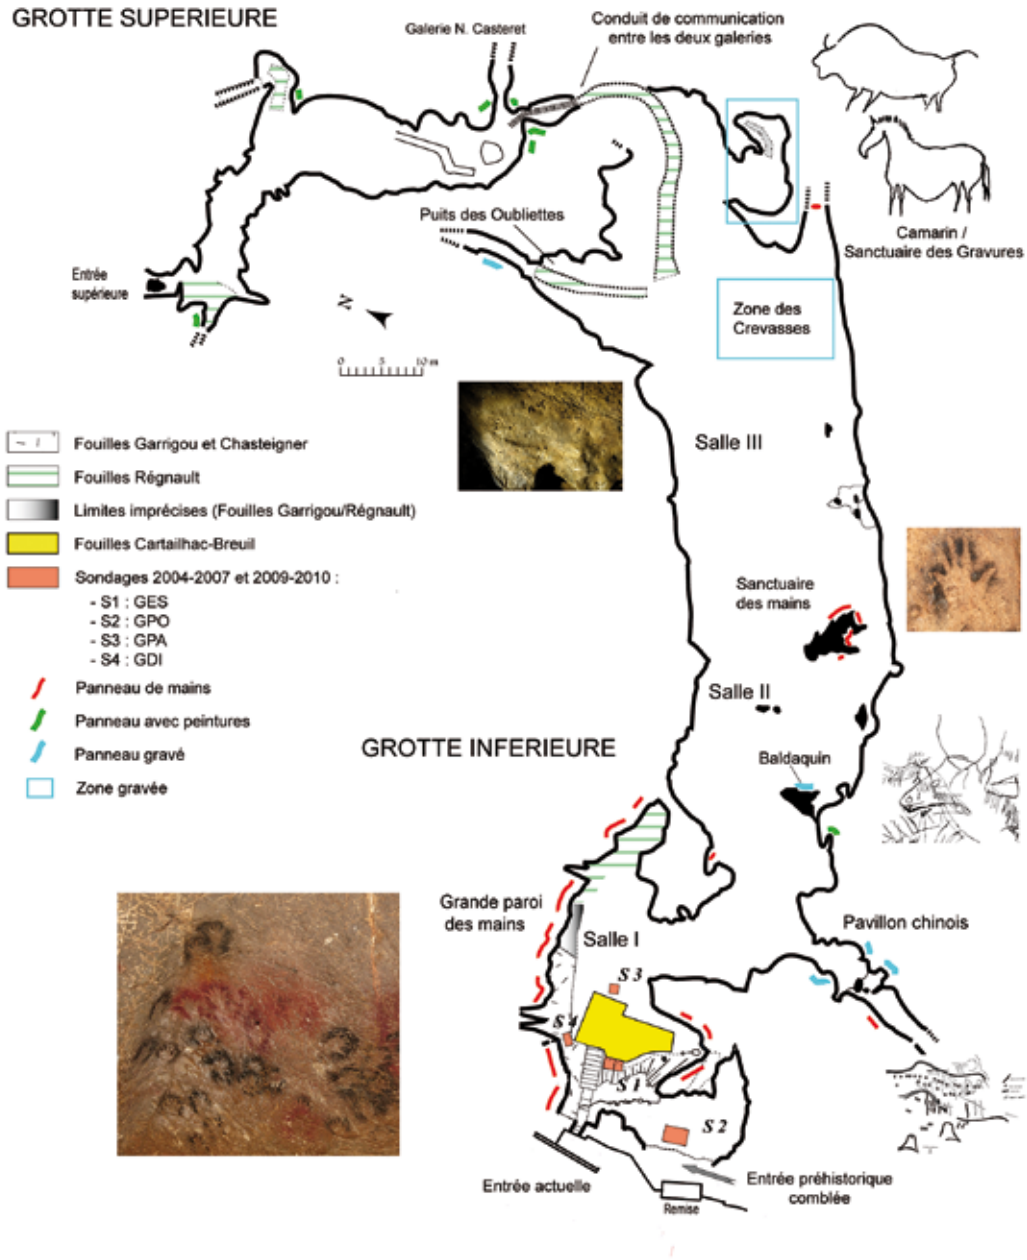 GROTTE SUPERIEURE
Galerie N. Casteret
Conduit de communication
entre les deux galeries
Puits des Oubliettes
Camarin /
Sanctuaire des Gravures
Entrée
supérieure
N
0 5 10 m
Zone des
Crevasses
Salle III
Fouilles Garrigou et Chasteigner
Fouilles Régnault
Limites imprécises (Fouilles Garrigou/Régnault)
Fouilles Cartailhac-Breuil
Sondages 2004-2007 et 2009-2010 :
- S1 : GES
- S2 : GPO
- S3 : GPA
- S4 : GDI
Panneau de mains
Panneau avec peintures
Panneau gravé
Zone gravée
Sanctuaire
des mains
Salle II
GROTTE INFERIEURE
Baldaquin
Grande paroi
des mains
Salle I
Pavillon chinois
S 3
S 4
S 1
S 2
Entrée actuelle
Entrée préhistorique
comblée
Remise